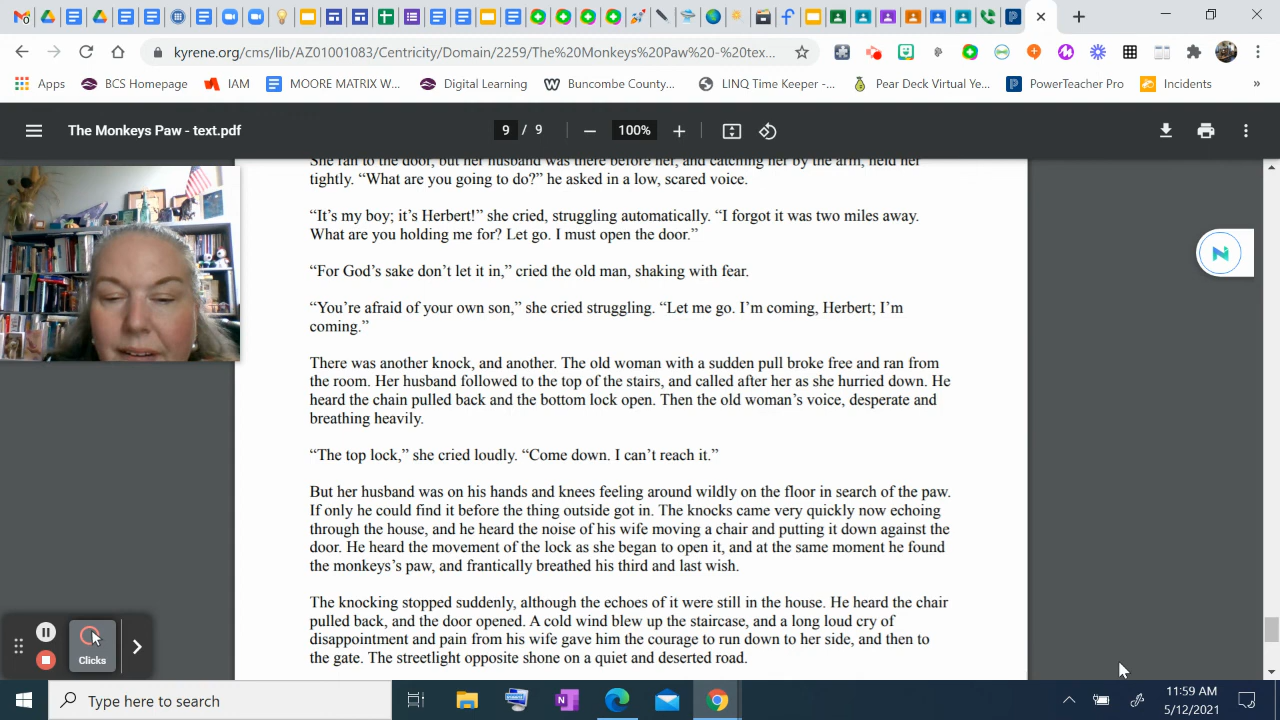 kyrene.org/cms/lib/AZ01001083/Centricity/Domain/2259/The%20Monkeys%20Paw%20-%20tex...
Apps BCS Homepage IAM MOORE MATRIX W... Digital Learning Buncombe County... LINQ Time Keeper -... Pear Deck Virtual Ye... PowerTeacher Pro Incidents »
The Monkeys Paw - text.pdf 9 / 9 100%
She ran to the door, but her husband was there before her, and catching her by the arm, held her
tightly. “What are you going to do?” he asked in a low, scared voice.
“It’s my boy; it’s Herbert!” she cried, struggling automatically. “I forgot it was two miles away.
What are you holding me for? Let go. I must open the door.”
“For God’s sake don’t let it in,” cried the old man, shaking with fear.
“You’re afraid of your own son,” she cried struggling. “Let me go. I’m coming, Herbert; I’m
coming.”
There was another knock, and another. The old woman with a sudden pull broke free and ran from
the room. Her husband followed to the top of the stairs, and called after her as she hurried down. He
heard the chain pulled back and the bottom lock open. Then the old woman’s voice, desperate and
breathing heavily.
“The top lock,” she cried loudly. “Come down. I can’t reach it.”
But her husband was on his hands and knees feeling around wildly on the floor in search of the paw.
If only he could find it before the thing outside got in. The knocks came very quickly now echoing
through the house, and he heard the noise of his wife moving a chair and putting it down against the
door. He heard the movement of the lock as she began to open it, and at the same moment he found
the monkeys’s paw, and frantically breathed his third and last wish.
The knocking stopped suddenly, although the echoes of it were still in the house. He heard the chair
pulled back, and the door opened. A cold wind blew up the staircase, and a long loud cry of
disappointment and pain from his wife gave him the courage to run down to her side, and then to
the gate. The streetlight opposite shone on a quiet and deserted road.
Clicks
Type here to search
11:59 AM
5/12/2021